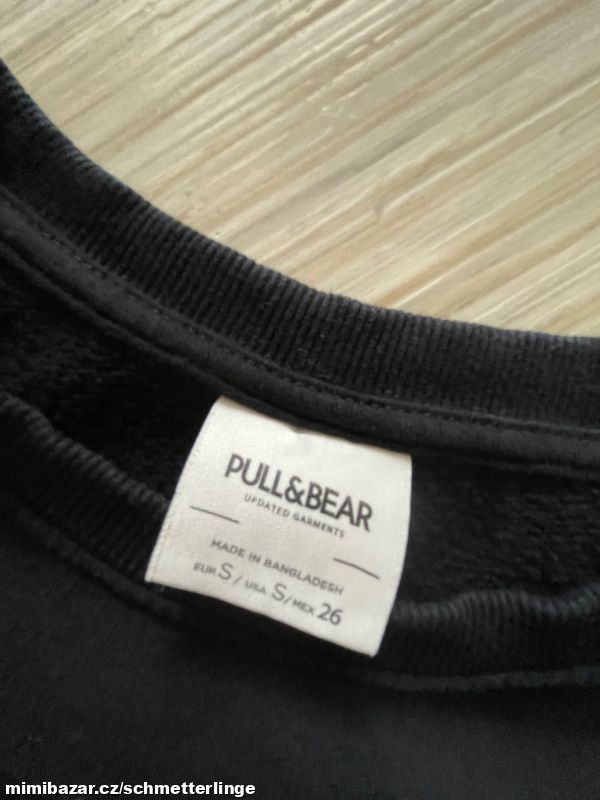 PULL&BEAR
UPDATED GARMENTS
MADE IN BANGLADESH
EUR S / USA S / MEX 26
mimibazar.cz/schmetterlinge